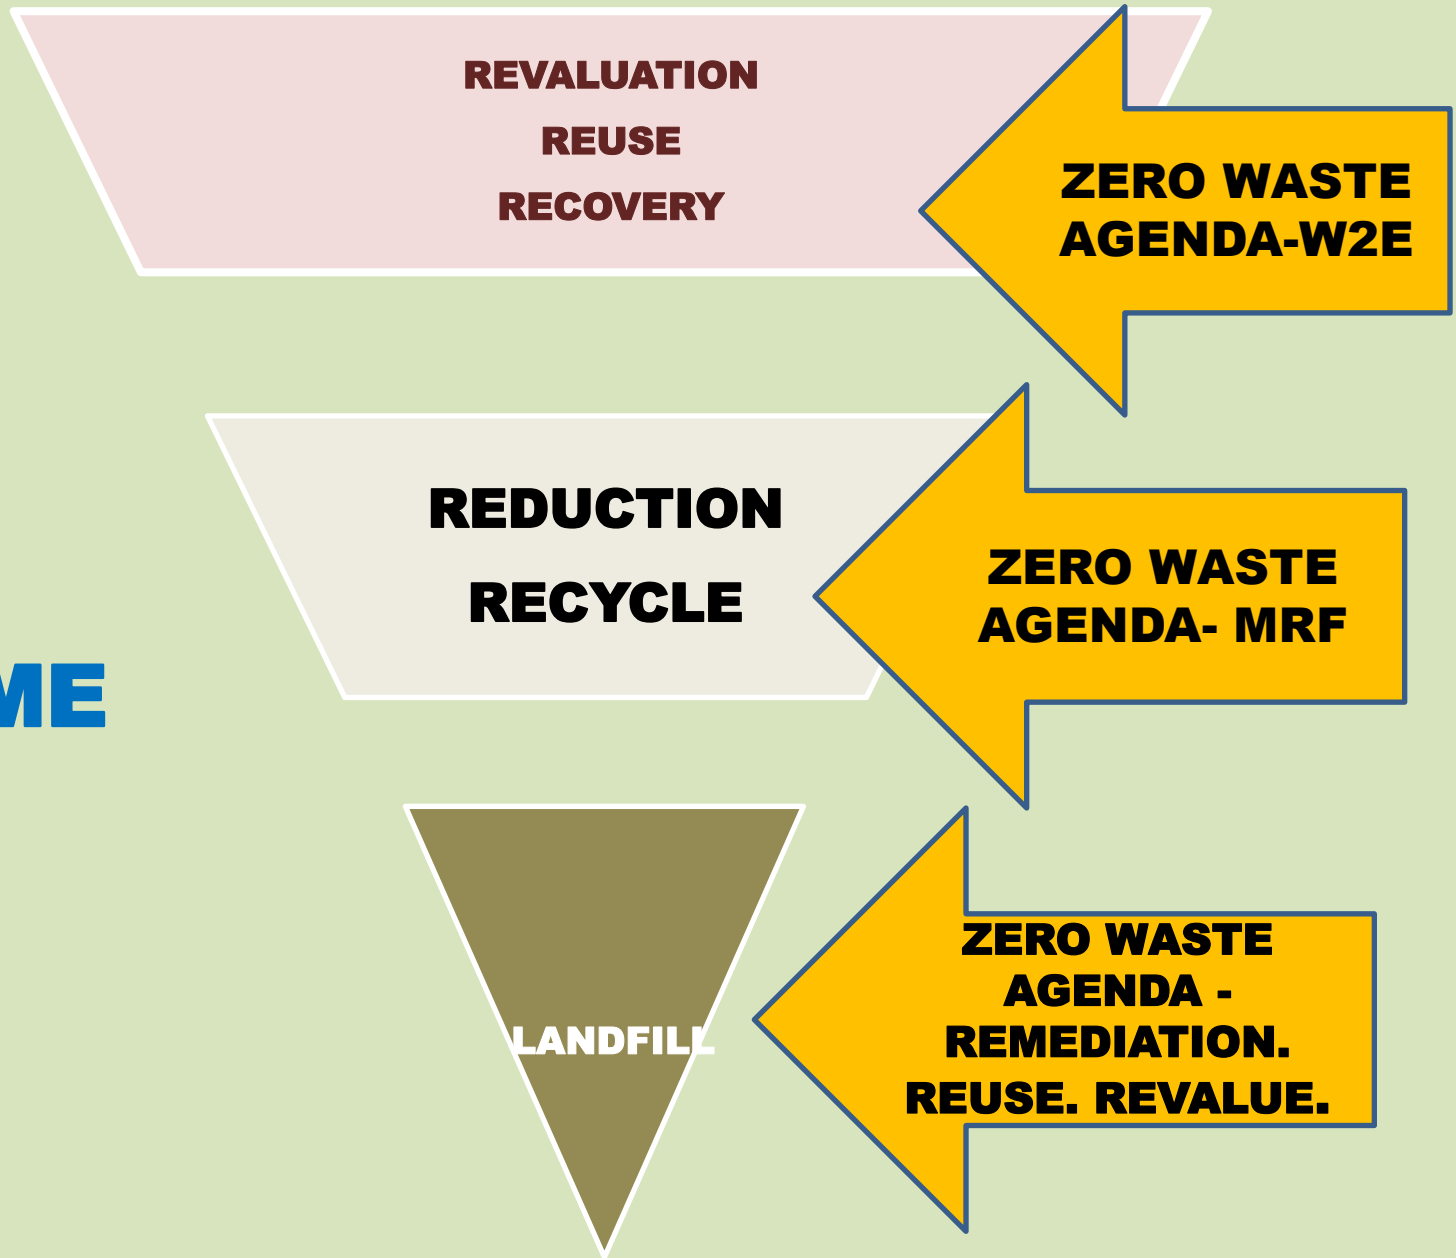 REVALUATION
REUSE
RECOVERY
ZERO WASTE
AGENDA-W2E
REDUCTION
RECYCLE
ZERO WASTE
AGENDA- MRF
ME
LANDFILL
ZERO WASTE
AGENDA -
REMEDIATION.
REUSE. REVALUE.